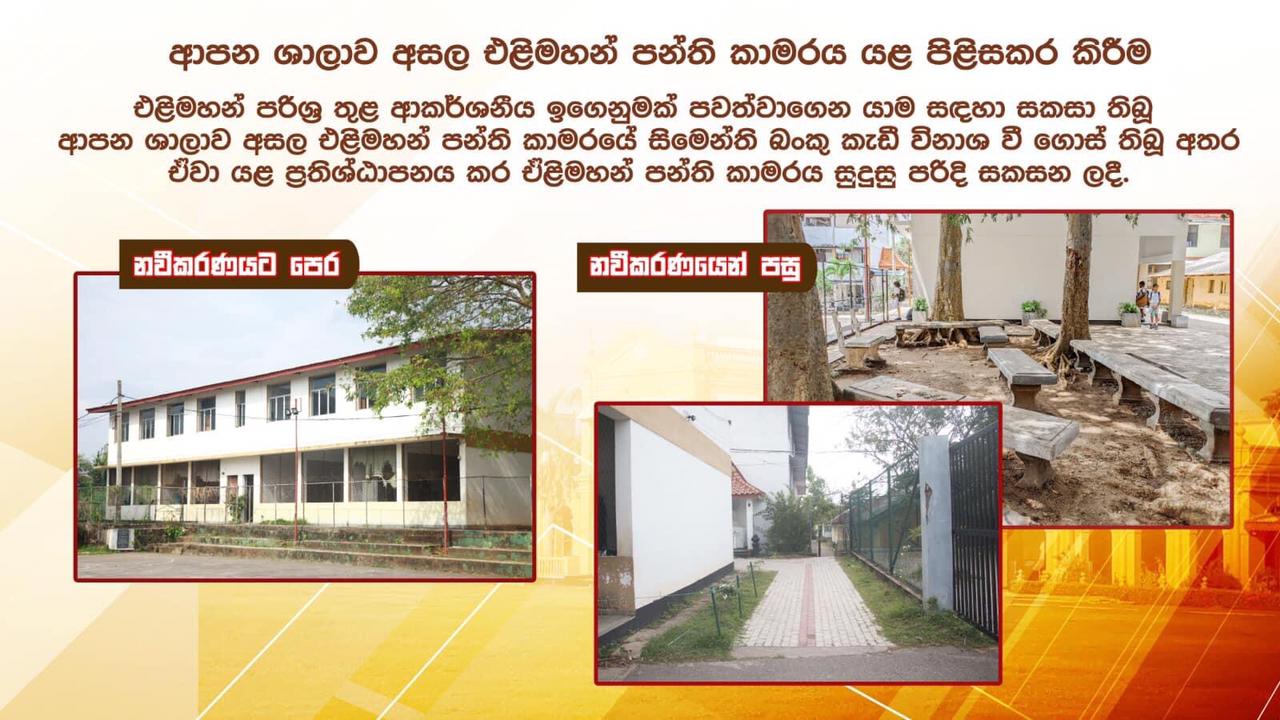 ආපන ශාලාව අසල එළිමහන් පන්ති කාමරය යළ පිළිසකර කිරීම
එළිමහන් පරිශ්‍ර තුළ ආකර්ශනීය ඉගෙනුමක් පවත්වාගෙන යාම සඳහා සකසා තිබූ
ආපන ශාලාව අසල එළිමහන් පන්ති කාමරයේ සිමෙන්ති බංකු කැඩී විනාශ වී ගොස් තිබූ අතර
ඒවා යළ ප්‍රතිශ්ඨාපනය කර ඒළිමහන් පන්ති කාමරය සුදුසු පරිදි සකසන ලදී.
නවීකරණයට පෙර
නවීකරණයෙන් පසු